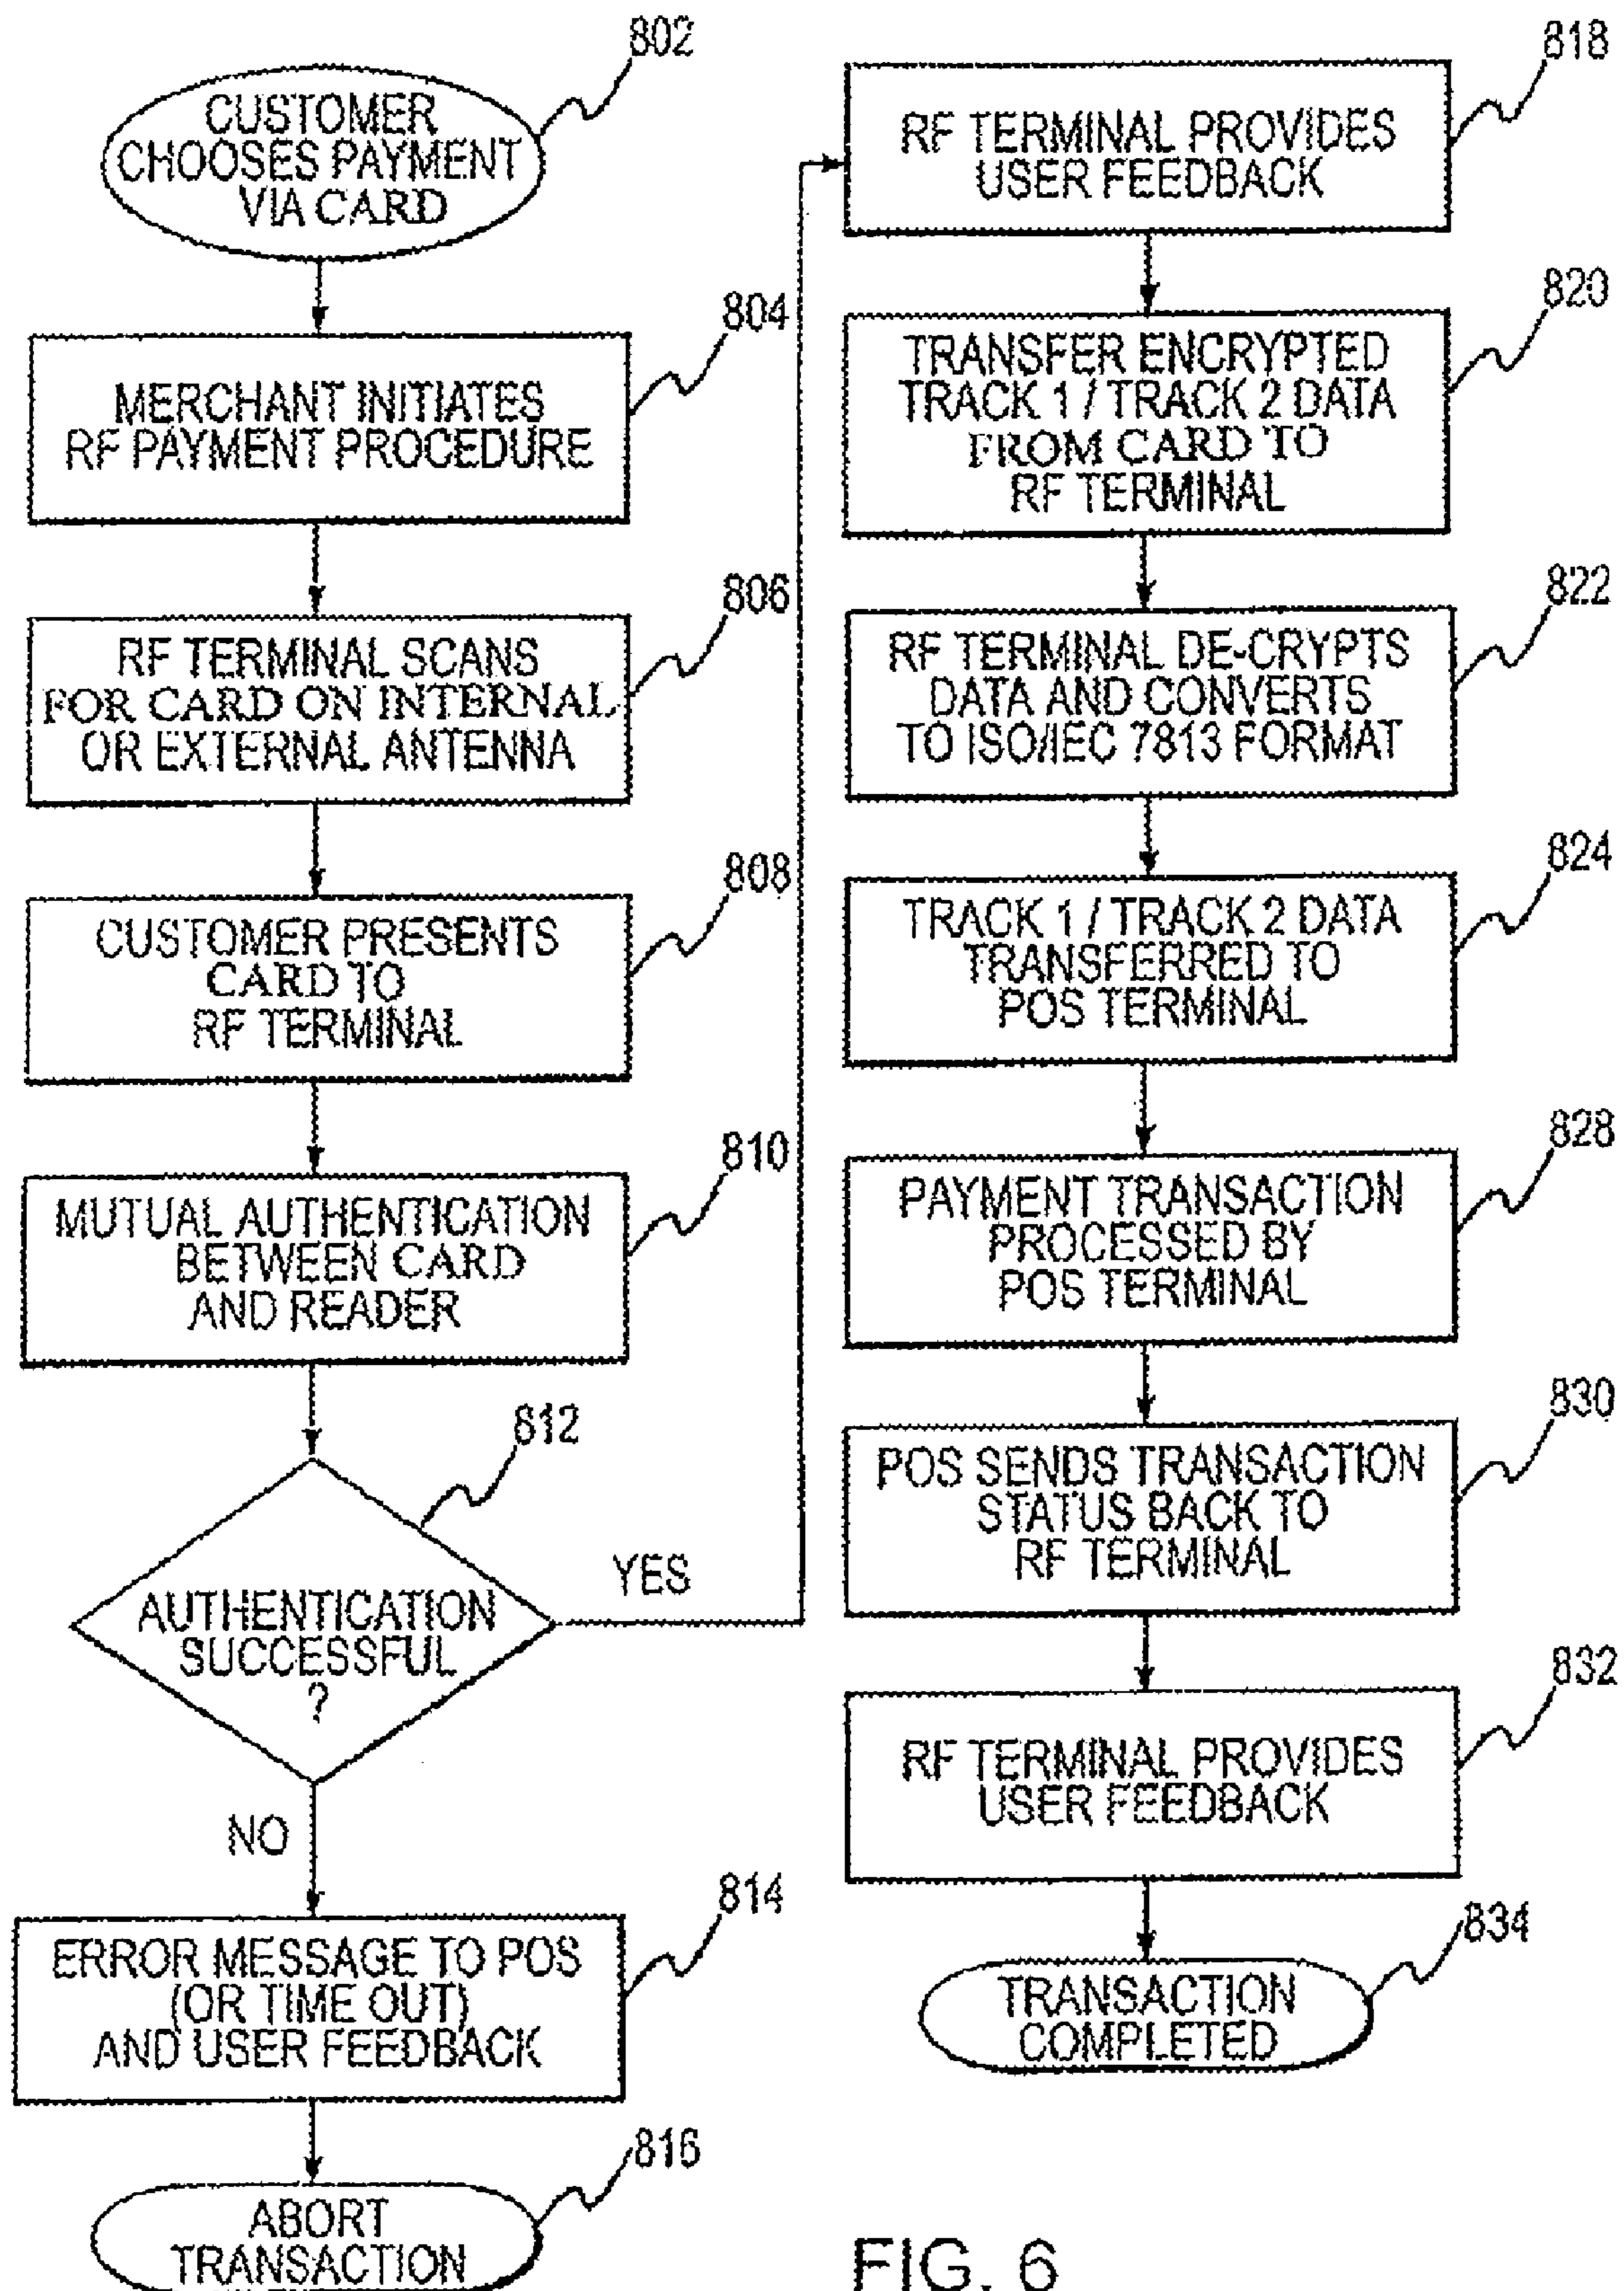 802
CUSTOMER
CHOOSES PAYMENT
VIA CARD
804
MERCHANT INITIATES
RF PAYMENT PROCEDURE
806
RF TERMINAL SCANS
FOR CARD ON INTERNAL
OR EXTERNAL ANTENNA
808
CUSTOMER PRESENTS
CARD TO
RF TERMINAL
810
MUTUAL AUTHENTICATION
BETWEEN CARD
AND READER
812
AUTHENTICATION
SUCCESSFUL
?
YES
NO
814
ERROR MESSAGE TO POS
(OR TIME OUT)
AND USER FEEDBACK
816
ABORT
TRANSACTION
818
RF TERMINAL PROVIDES
USER FEEDBACK
820
TRANSFER ENCRYPTED
TRACK 1 / TRACK 2 DATA
FROM CARD TO
RF TERMINAL
822
RF TERMINAL DE-CRYPTS
DATA AND CONVERTS
TO ISO/IEC 7813 FORMAT
824
TRACK 1 / TRACK 2 DATA
TRANSFERRED TO
POS TERMINAL
828
PAYMENT TRANSACTION
PROCESSED BY
POS TERMINAL
830
POS SENDS TRANSACTION
STATUS BACK TO
RF TERMINAL
832
RF TERMINAL PROVIDES
USER FEEDBACK
834
TRANSACTION
COMPLETED
FIG. 6